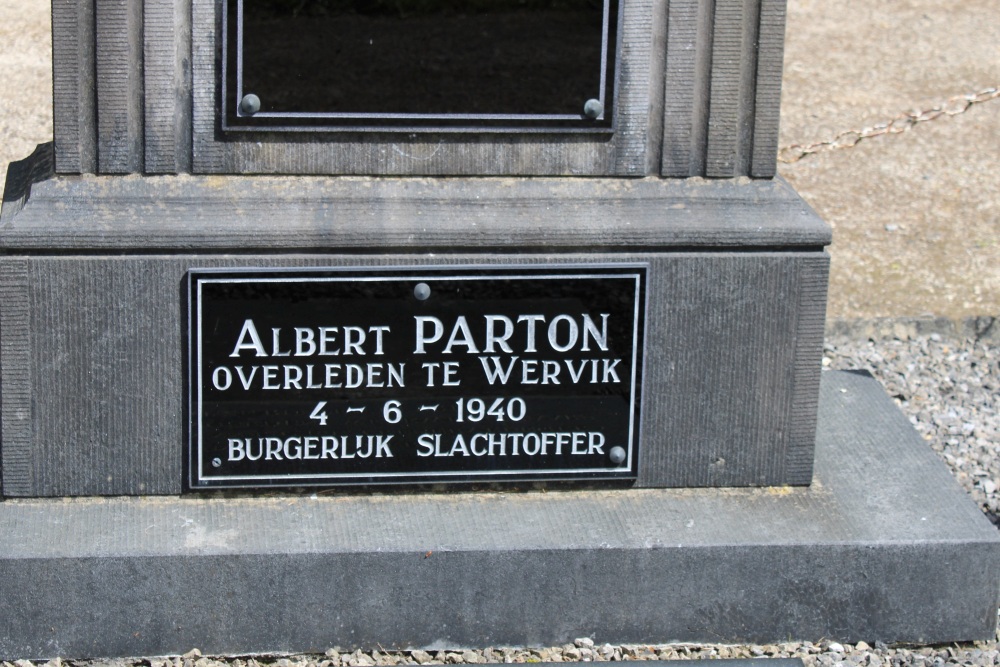 ALBERT PARTON
OVERLEDEN TE WERVIK
4 - 6 - 1940
BURGERLIJK SLACHTOFFER